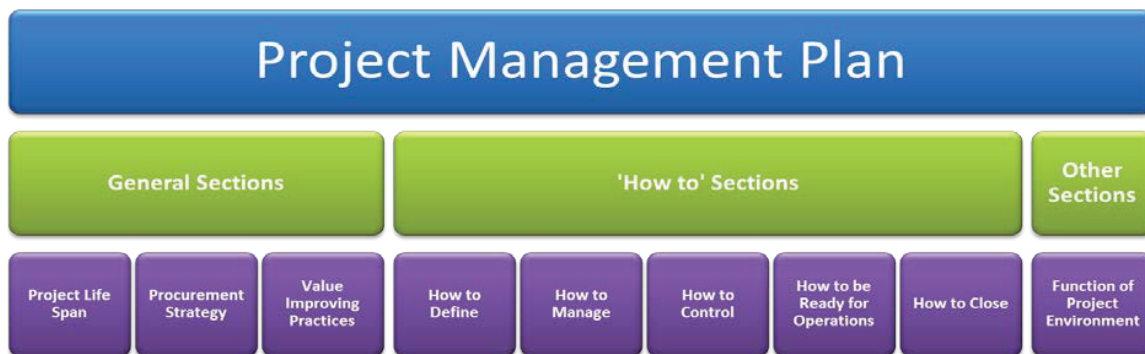 Project Management Plan
General Sections
'How to' Sections
Other
Sections
Project Life
Span
Procurement
Strategy
Value
Improving
Practices
How to
Define
How to
Manage
How to
Control
How to be
Ready for
Operations
How to Close
Function of
Project
Environment